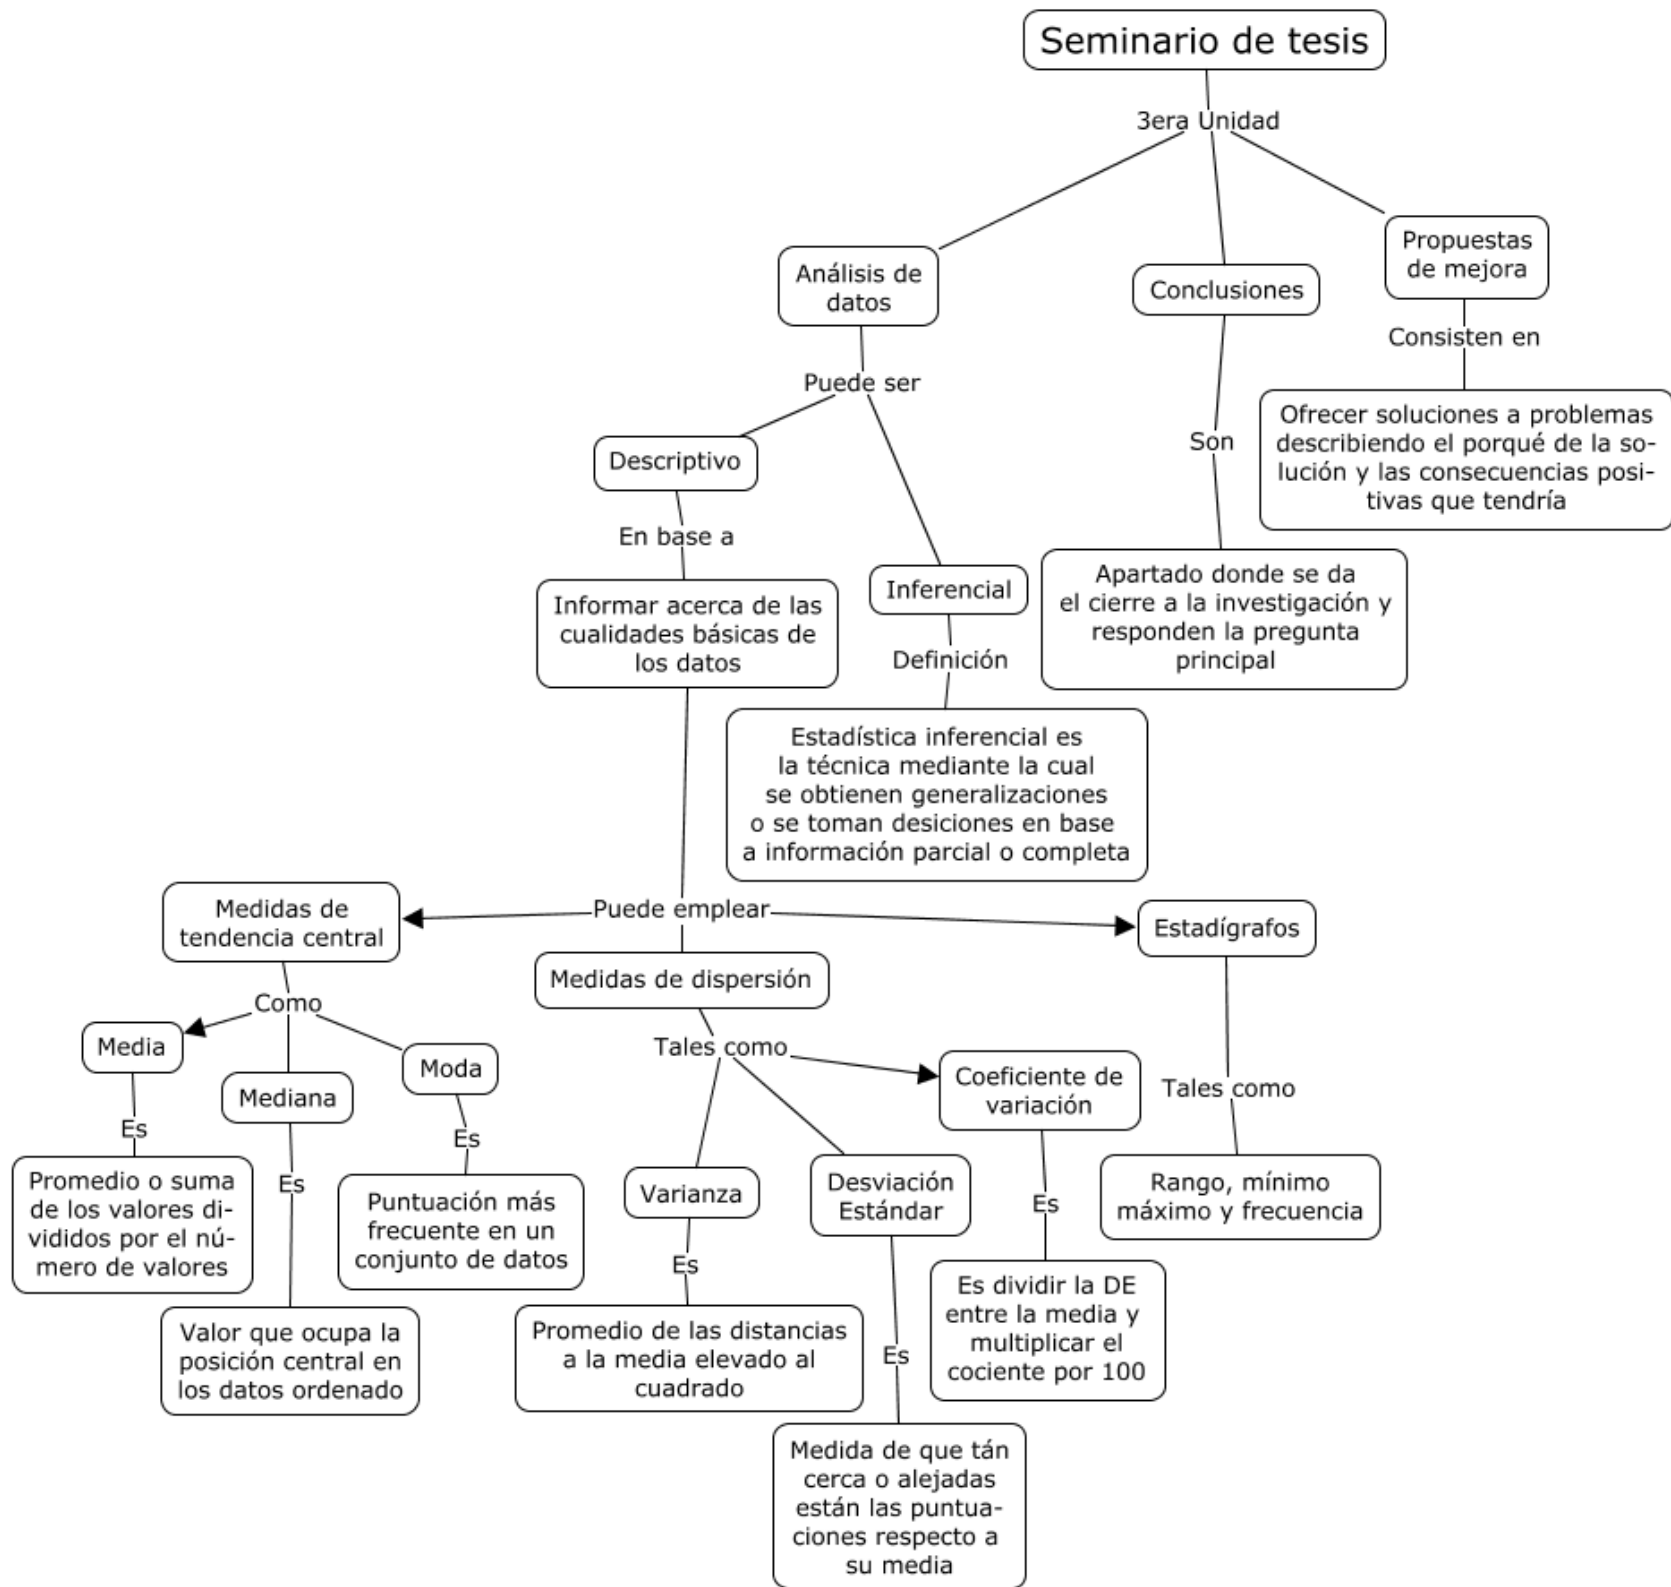 Seminario de tesis
3era Unidad
Análisis de
datos
Conclusiones
Propuestas
de mejora
Puede ser
Son
Consisten en
Ofrecer soluciones a problemas
describiendo el porqué de la so-
lución y las consecuencias posi-
tivas que tendría
Descriptivo
En base a
Informar acerca de las
cualidades básicas de
los datos
Inferencial
Definición
Estadística inferencial es
la técnica mediante la cual
se obtienen generalizaciones
o se toman desiciones en base
a información parcial o completa
Apartado donde se da
el cierre a la investigación y
responden la pregunta
principal
Puede emplear
Medidas de
tendencia central
Medidas de dispersión
Estadígrafos
Como
Media
Mediana
Moda
Es
Promedio o suma
de los valores di-
vididos por el nú-
mero de valores
Es
Valor que ocupa la
posición central en
los datos ordenado
Es
Puntuación más
frecuente en un
conjunto de datos
Tales como
Varianza
Desviación
Estándar
Coeficiente de
variación
Es
Promedio de las distancias
a la media elevado al
cuadrado
Es
Medida de que tán
cerca o alejadas
están las puntua-
ciones respecto a
su media
Es
Es dividir la DE
entre la media y
multiplicar el
cociente por 100
Tales como
Rango, mínimo
máximo y frecuencia